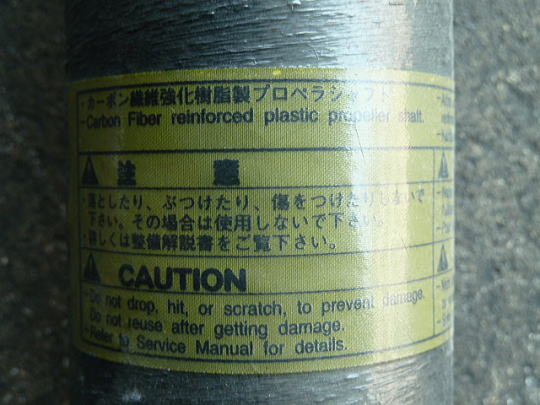 ・カーボン繊維強化樹脂製プロペラシャフト
-Carbon Fiber reinforced plastic propeller shaft.
注 意
・落としたり、ぶつけたり、傷をつけたりしないで
下さい。その場合は使用しないで下さい。
・詳しくは整備解説書をご覧下さい。
CAUTION
-Do not drop, hit, or scratch, to prevent damage.
Do not reuse after getting damage.
-Refer to Service Manual for details.